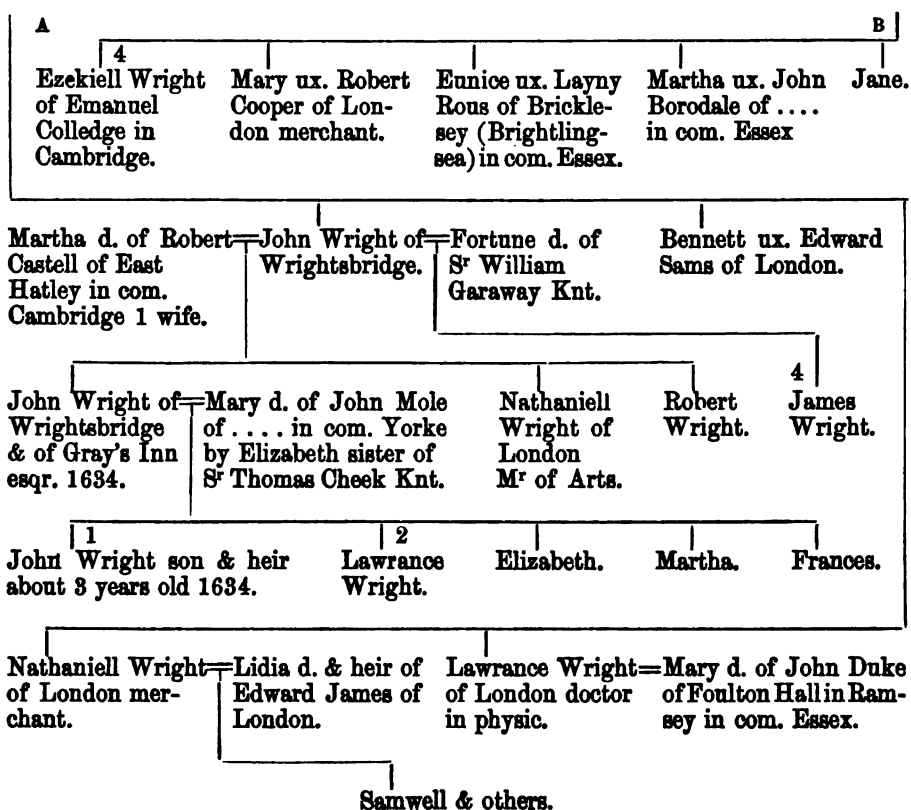 A B
4
Ezekiell Wright
of Emanuel
Colledge in
Cambridge.
Mary ux. Robert
Cooper of Lon-
don merchant.
Eunice ux. Layny
Rous of Brickle-
sey (Brightling-
sea) in com. Essex.
Martha ux. John
Borodale of ....
in com. Essex
Jane.
Martha d. of Robert
Castell of East
Hatley in com.
Cambridge 1 wife.
John Wright of
Wrightsbridge.
Fortune d. of
Sr William
Garaway Knt.
Bennett ux. Edward
Sams of London.
John Wright of
Wrightsbridge
& of Gray's Inn
esqr. 1634.
Mary d. of John Mole
of .... in com. Yorke
by Elizabeth sister of
Sr Thomas Cheek Knt.
Nathaniell
Wright of
London
Mr of Arts.
Robert
Wright.
4
James
Wright.
1
John Wright son & heir
about 3 years old 1634.
2
Lawrance
Wright.
Elizabeth.
Martha.
Frances.
Nathaniell Wright
of London mer-
chant.
Lidia d. & heir of
Edward James of
London.
Lawrance Wright
of London doctor
in physic.
Mary d. of John Duke
of Foulton Hall in Ram-
sey in com. Essex.
Samwell & others.